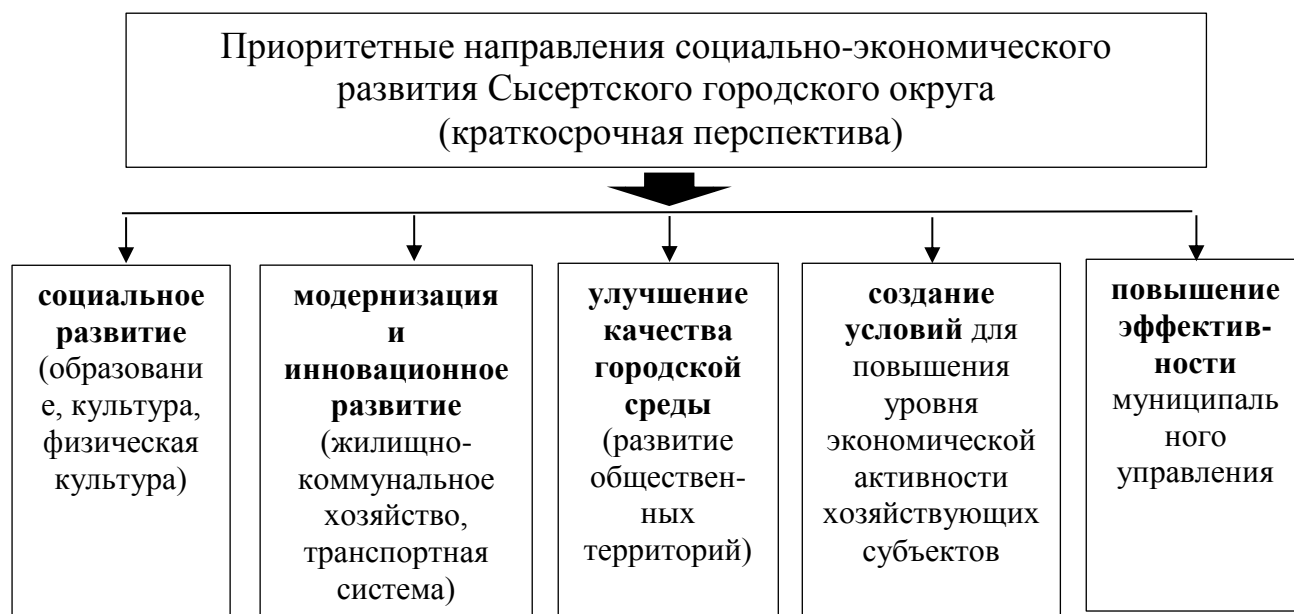 Приоритетные направления социально-экономического
развития Сысертского городского округа
(краткосрочная перспектива)
социальное
развитие
(образовани
е, культура,
физическая
культура)
модернизация
и
инновационное
развитие
(жилищно-
коммунальное
хозяйство,
транспортная
система)
улучшение
качества
городской
среды
(развитие
обществен-
ных
территорий)
создание
условий для
повышения
уровня
экономической
активности
хозяйствующих
субъектов
повышение
эффектив-
ности
муниципаль
ного
управления